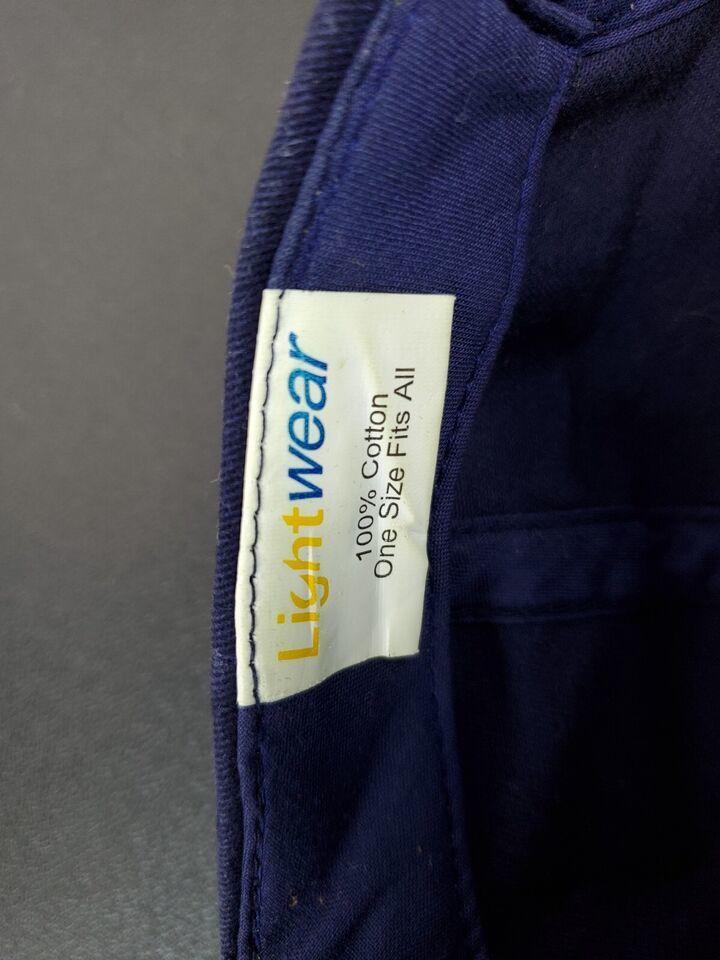 Lightwear
100% Cotton
One Size Fits All